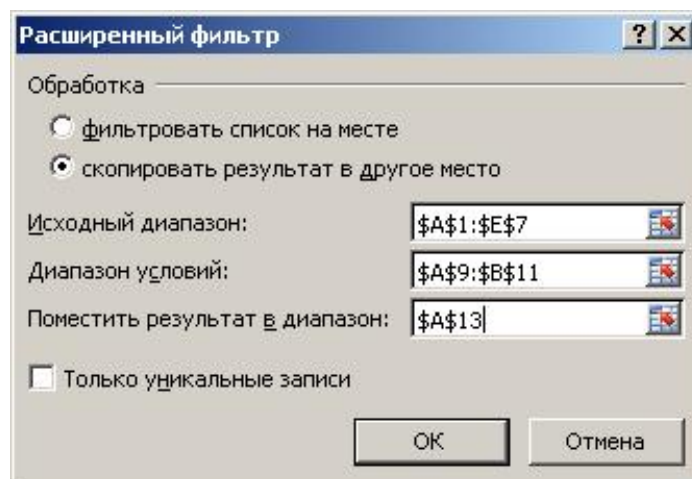 Расширенный фильтр
Обработка
фильтровать список на месте
скопировать результат в другое место
Исходный диапазон: $A$1:$E$7
Диапазон условий: $A$9:$B$11
Поместить результат в диапазон: $A$13
Только уникальные записи
ОК Отмена